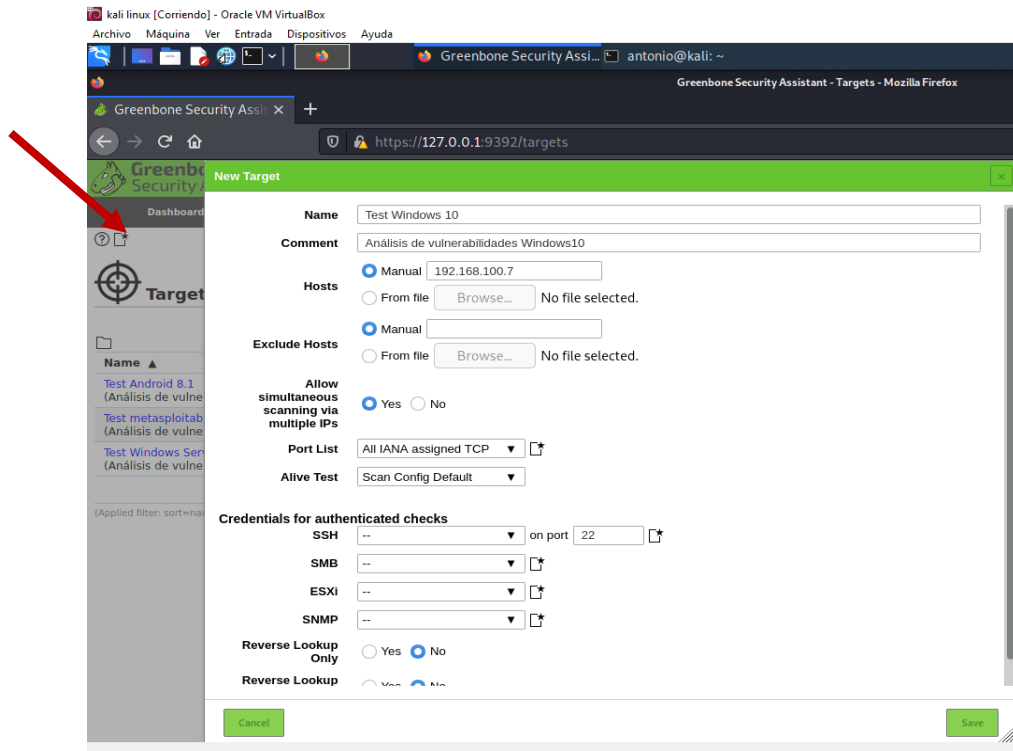 kali linux [Corriendo] - Oracle VM VirtualBox
Archivo Máquina Ver Entrada Dispositivos Ayuda
Greenbone Security Assi... antonio@kali: ~
Greenbone Security Assistant - Targets - Mozilla Firefox
Greenbone Security Assis
https://127.0.0.1:9392/targets
Greenbo
Security A
New Target
Dashboard
Name Test Windows 10
Comment Análisis de vulnerabilidades Windows10
Hosts
Manual 192.168.100.7
From file Browse... No file selected.
Exclude Hosts
Manual
From file Browse... No file selected.
Target
Name ▲
Test Android 8.1
(Análisis de vulne
Test metasploitab
(Análisis de vulne
Test Windows Ser
(Análisis de vulne
(Applied filter: sort=nar
Allow
simultaneous
scanning via
multiple IPs
Yes No
Port List All IANA assigned TCP
Alive Test Scan Config Default
Credentials for authenticated checks
SSH -- on port 22
SMB --
ESXi --
SNMP --
Reverse Lookup
Only
Yes No
Reverse Lookup
Yes No
Cancel Save